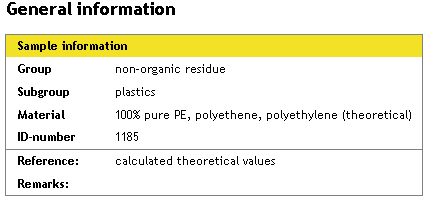 General information
Sample information
Group non-organic residue
Subgroup plastics
Material 100% pure PE, polyethene, polyethylene (theoretical)
ID-number 1185
Reference: calculated theoretical values
Remarks: